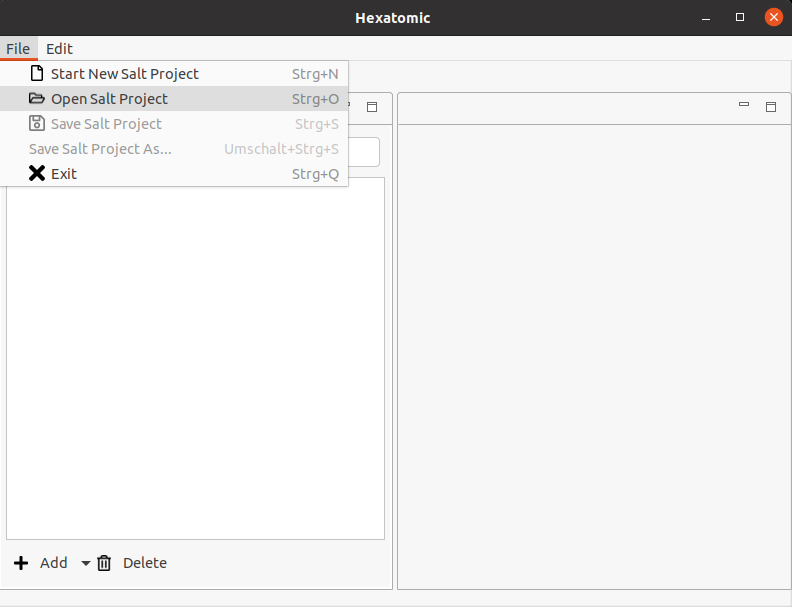 Hexatomic
File Edit
Start New Salt Project Strg+N
Open Salt Project Strg+O
Save Salt Project Strg+S
Save Salt Project As... Umschalt+Strg+S
Exit Strg+Q
Add Delete